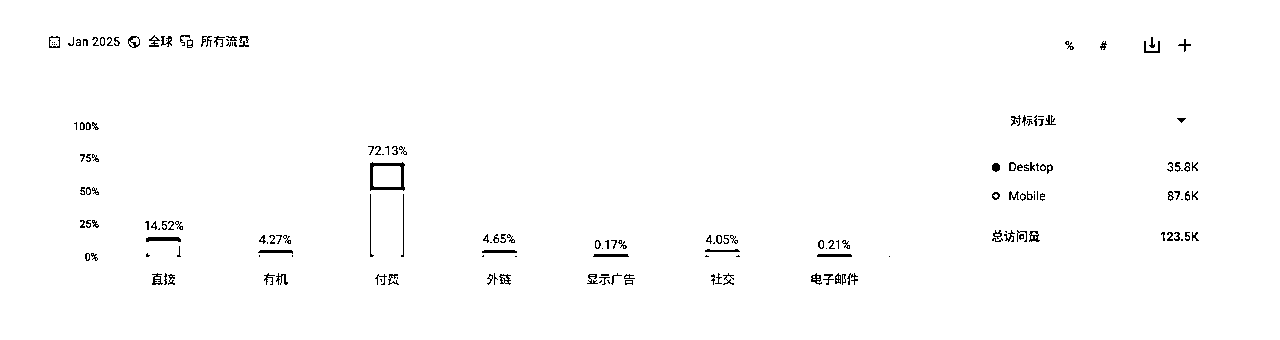 Jan 2025 全球 所有流量
% #
对标行业
Desktop 35.8K
Mobile 87.6K
总访问量 123.5K
100%
75%
50%
25%
0%
14.52%
4.27%
72.13%
4.65%
0.17%
4.05%
0.21%
直接 有机 付费 外链 显示广告 社交 电子邮件